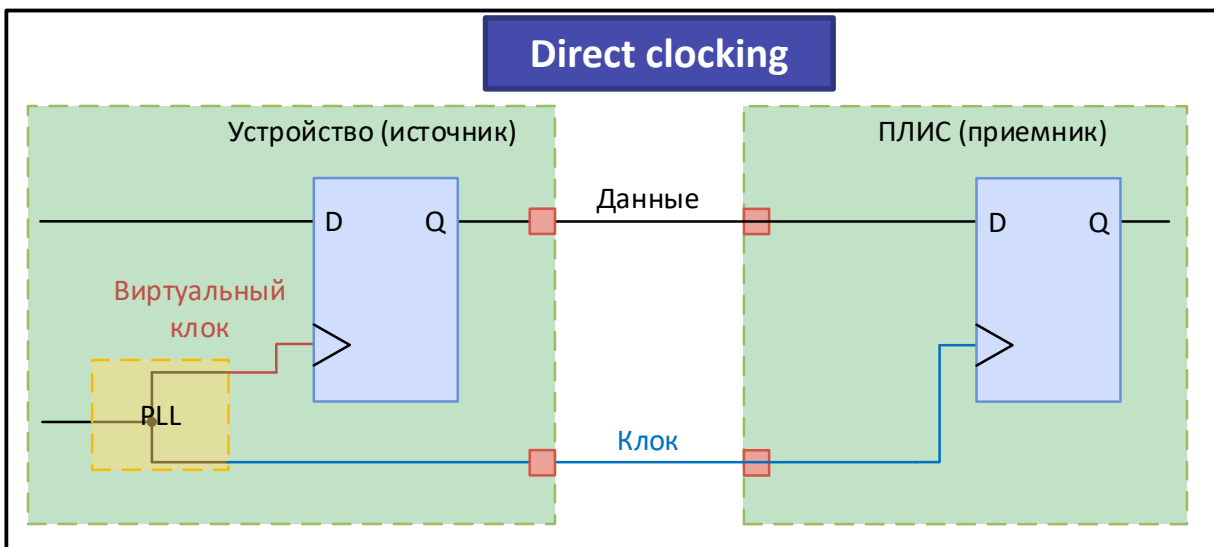 Direct clocking
Устройство (источник)
ПЛИС (приемник)
Данные
D Q
D Q
Виртуальный
клок
PLL
Клок